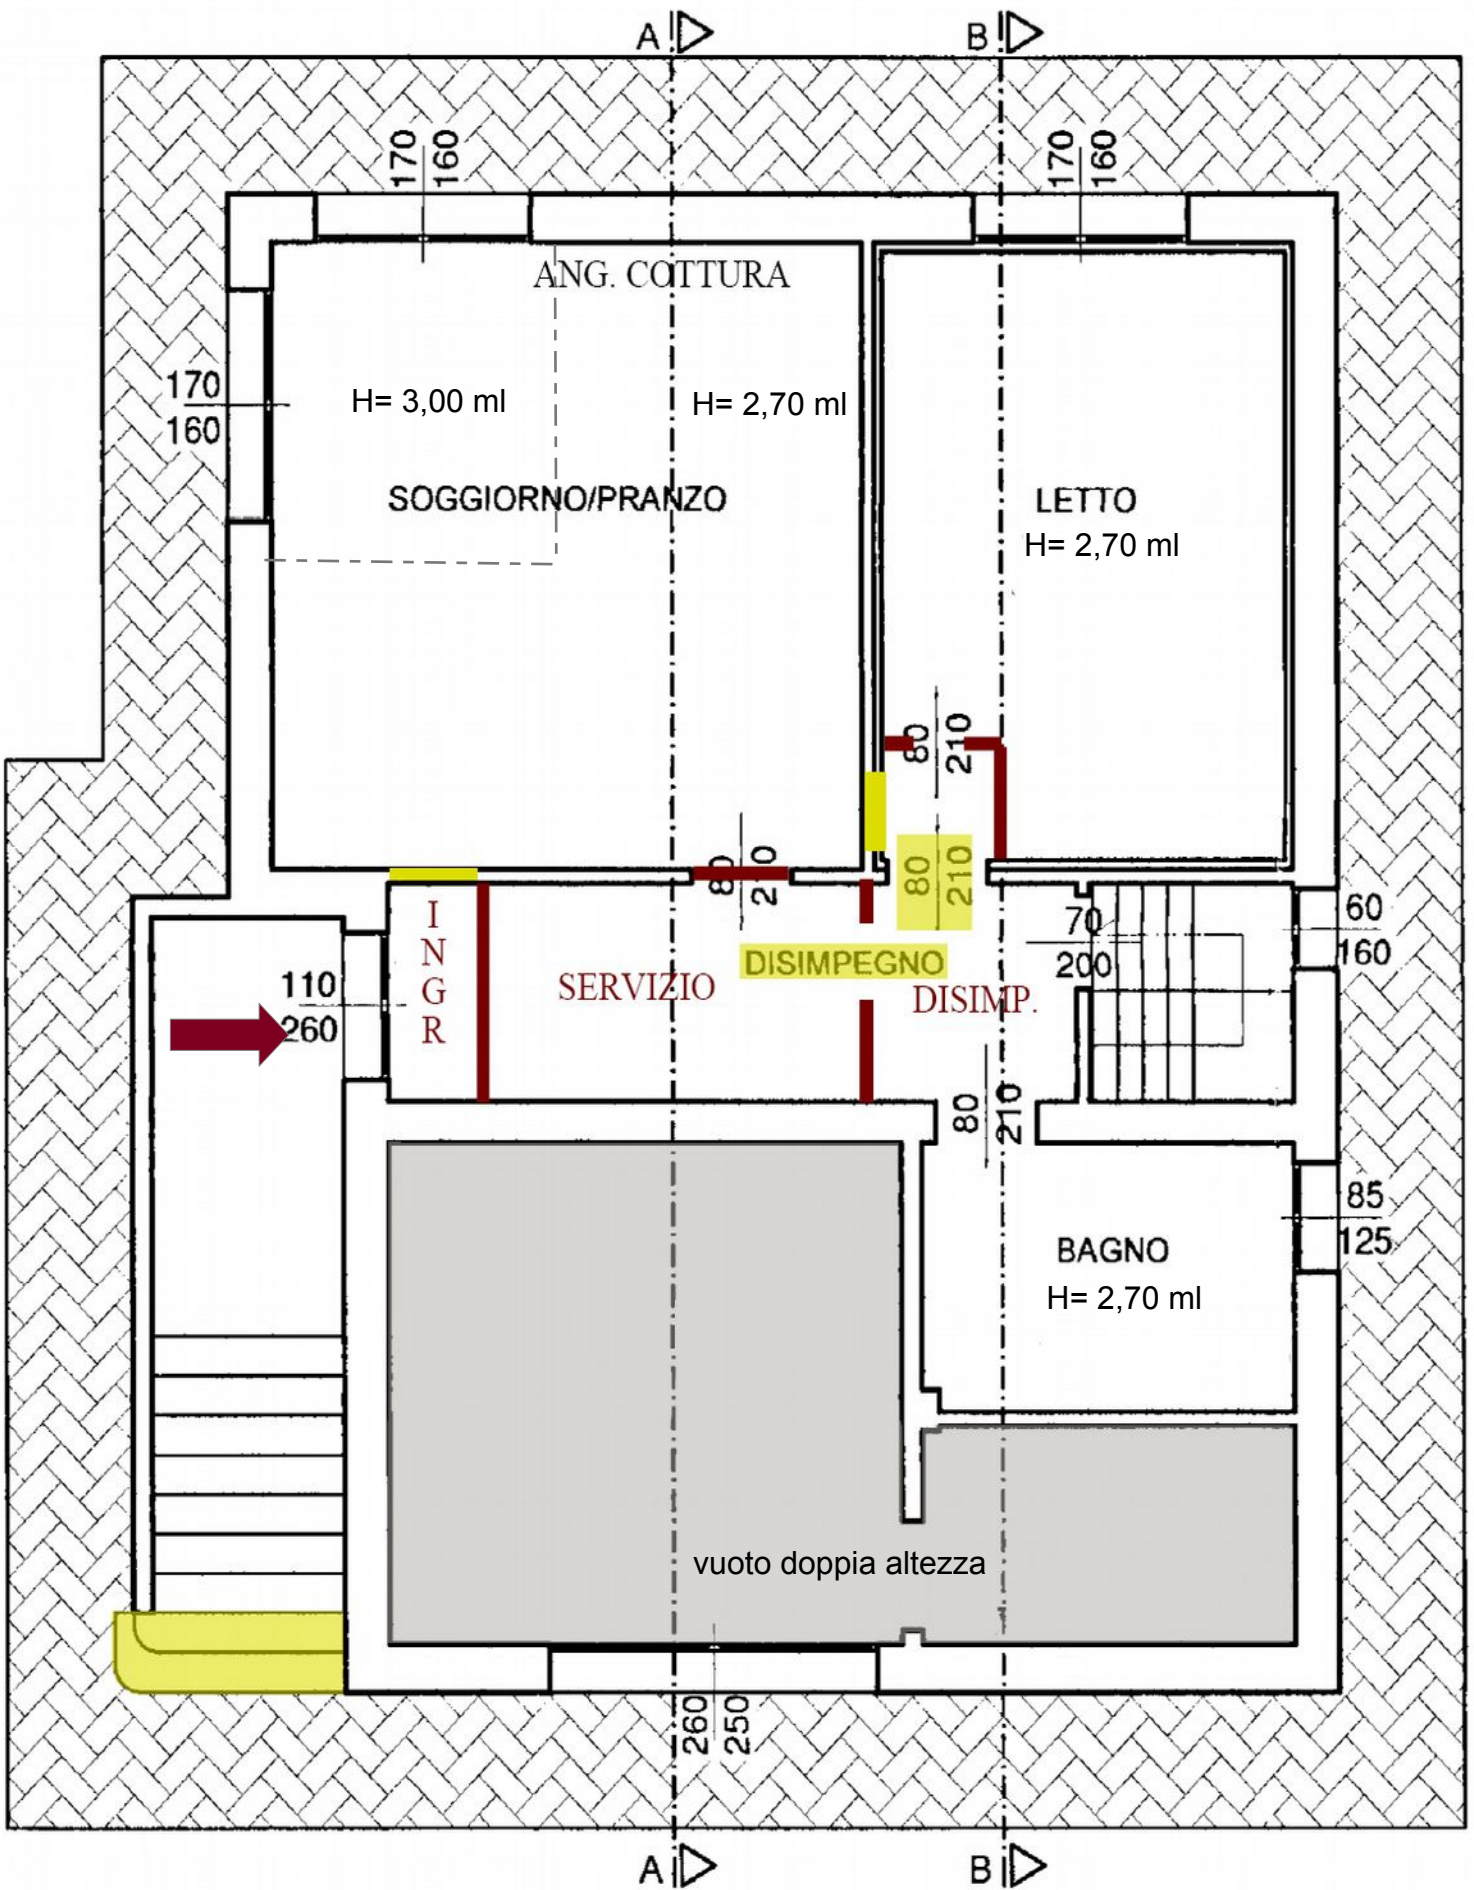 A B
170 160
170 160
ANG. COTTURA
170
160
H= 3,00 ml
H= 2,70 ml
SOGGIORNO/PRANZO
LETTO
H= 2,70 ml
80 210
80 210
80 210
INGR
70
200
60
160
DISIMPEGNO
SERVIZIO
DISIMP.
110
260
80 210
85
125
BAGNO
H= 2,70 ml
vuoto doppia altezza
260 250
A B